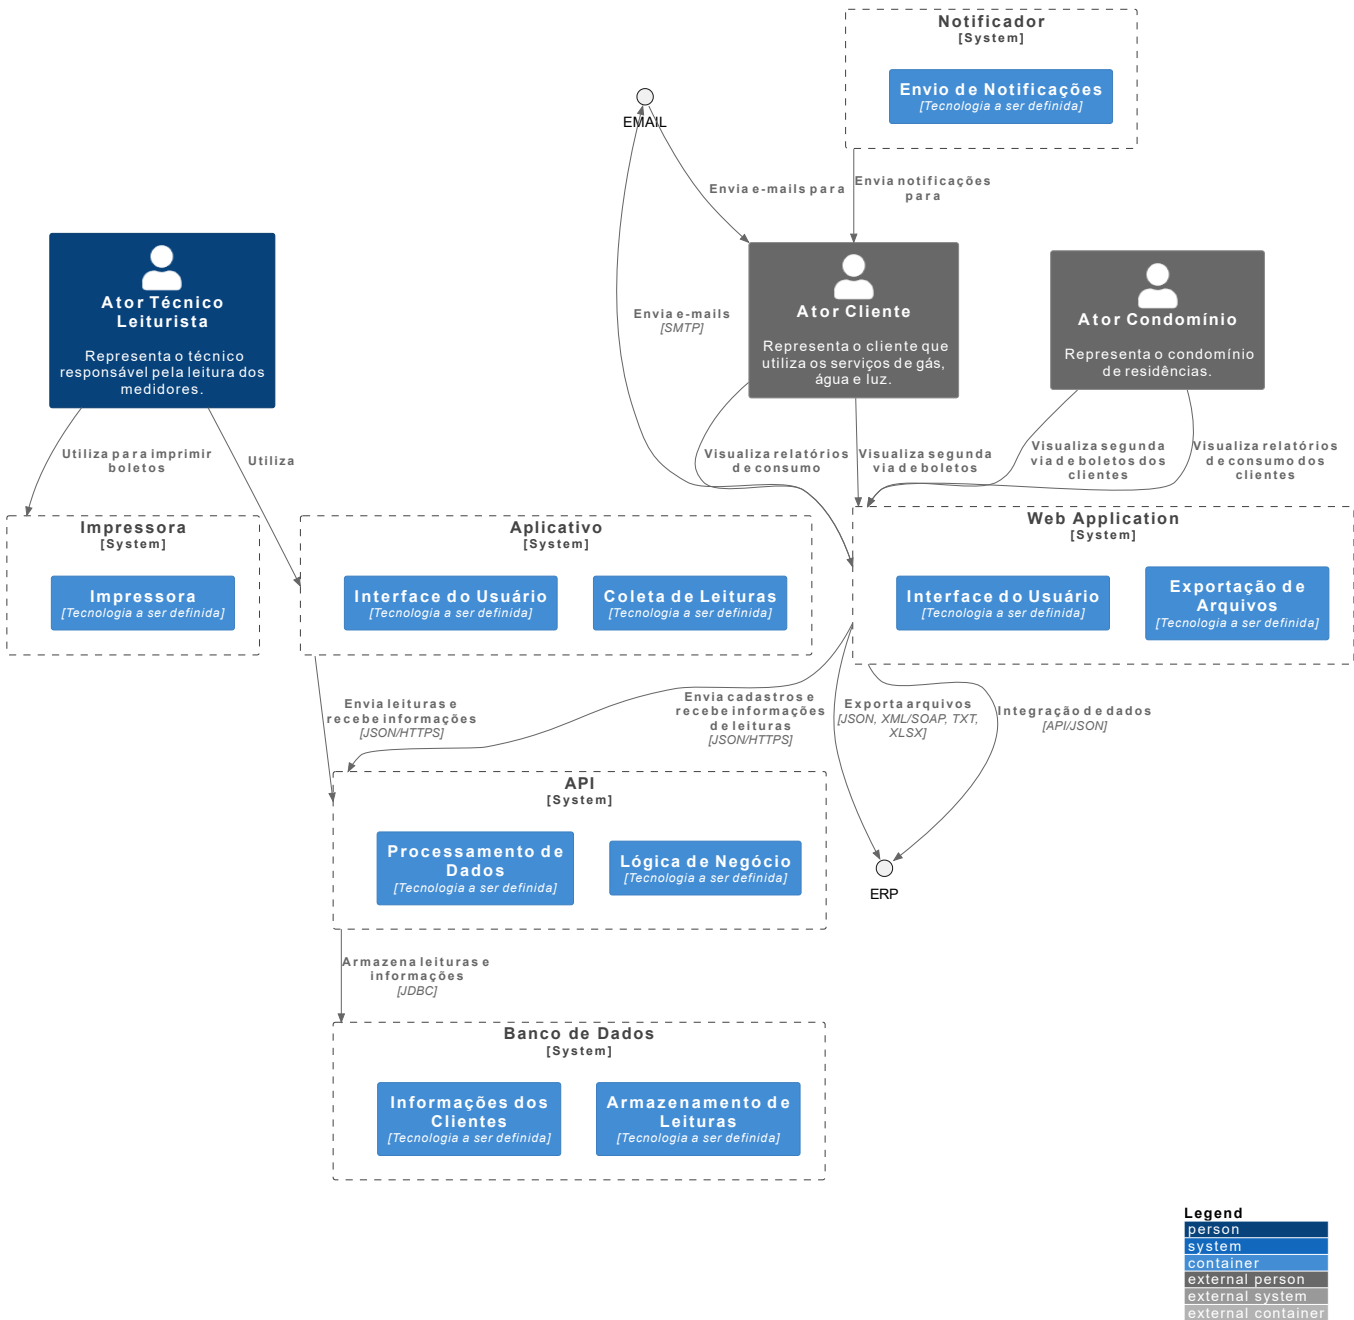 Notificador
[System]
Envio de Notificações
[Tecnologia a ser definida]
EMAIL
Envia e-mails para
Envia notificações
para
Ator Técnico
Leiturista
Representa o técnico
responsável pela leitura dos
medidores.
Envia e-mails
[SMTP]
Ator Cliente
Representa o cliente que
utiliza os serviços de gás,
água e luz.
Ator Condomínio
Representa o condomínio
de residências.
Utiliza para imprimir
boletos
Utiliza
Visualiza relatórios
de consumo
Visualiza segunda
via de boletos
Visualiza segunda
via de boletos dos
clientes
Visualiza relatórios
de consumo dos
clientes
Impressora
[System]
Impressora
[Tecnologia a ser definida]
Aplicativo
[System]
Interface do Usuário
[Tecnologia a ser definida]
Coleta de Leituras
[Tecnologia a ser definida]
Web Application
[System]
Interface do Usuário
[Tecnologia a ser definida]
Exportação de
Arquivos
[Tecnologia a ser definida]
Envia leituras e
recebe informações
[JSON/HTTPS]
Envia cadastros e
recebe informações
de leituras
[JSON/HTTPS]
Exporta arquivos
[JSON, XML/SOAP, TXT,
XLSX]
Integração de dados
[API/JSON]
API
[System]
Processamento de
Dados
[Tecnologia a ser definida]
Lógica de Negócio
[Tecnologia a ser definida]
ERP
Armazena leituras e
informações
[JDBC]
Banco de Dados
[System]
Informações dos
Clientes
[Tecnologia a ser definida]
Armazenamento de
Leituras
[Tecnologia a ser definida]
Legend
person
system
container
external person
external system
external container